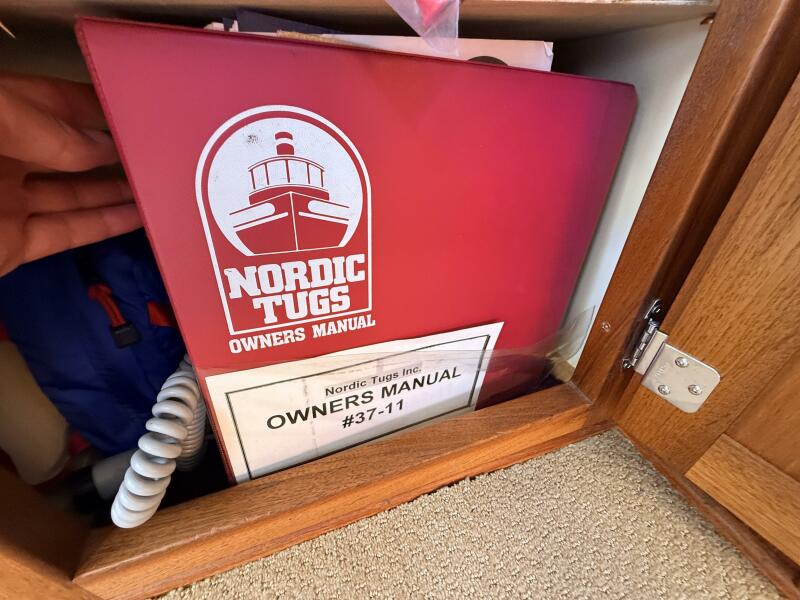 NORDIC
TUGS
OWNERS MANUAL
Nordic Tugs Inc.
OWNERS MANUAL
#37-11